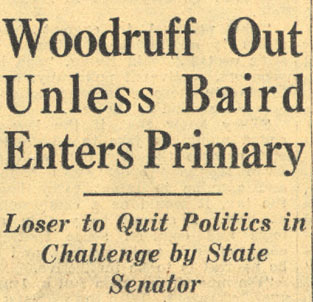 Woodruff Out
Unless Baird
Enters Primary
Loser to Quit Politics in
Challenge by State
Senator